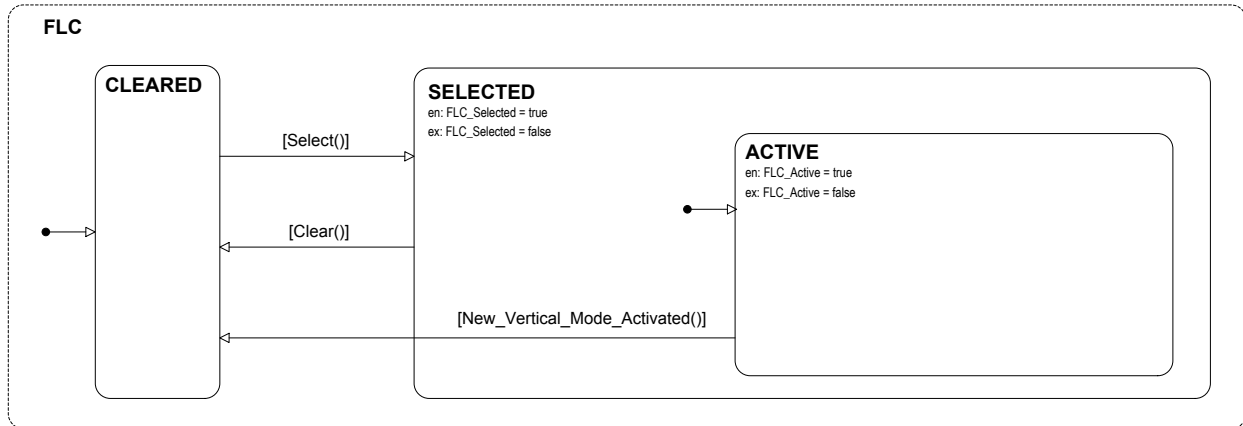 FLC
CLEARED
SELECTED
en: FLC_Selected = true
ex: FLC_Selected = false
[Select()]
ACTIVE
en: FLC_Active = true
ex: FLC_Active = false
[Clear()]
[New_Vertical_Mode_Activated()]